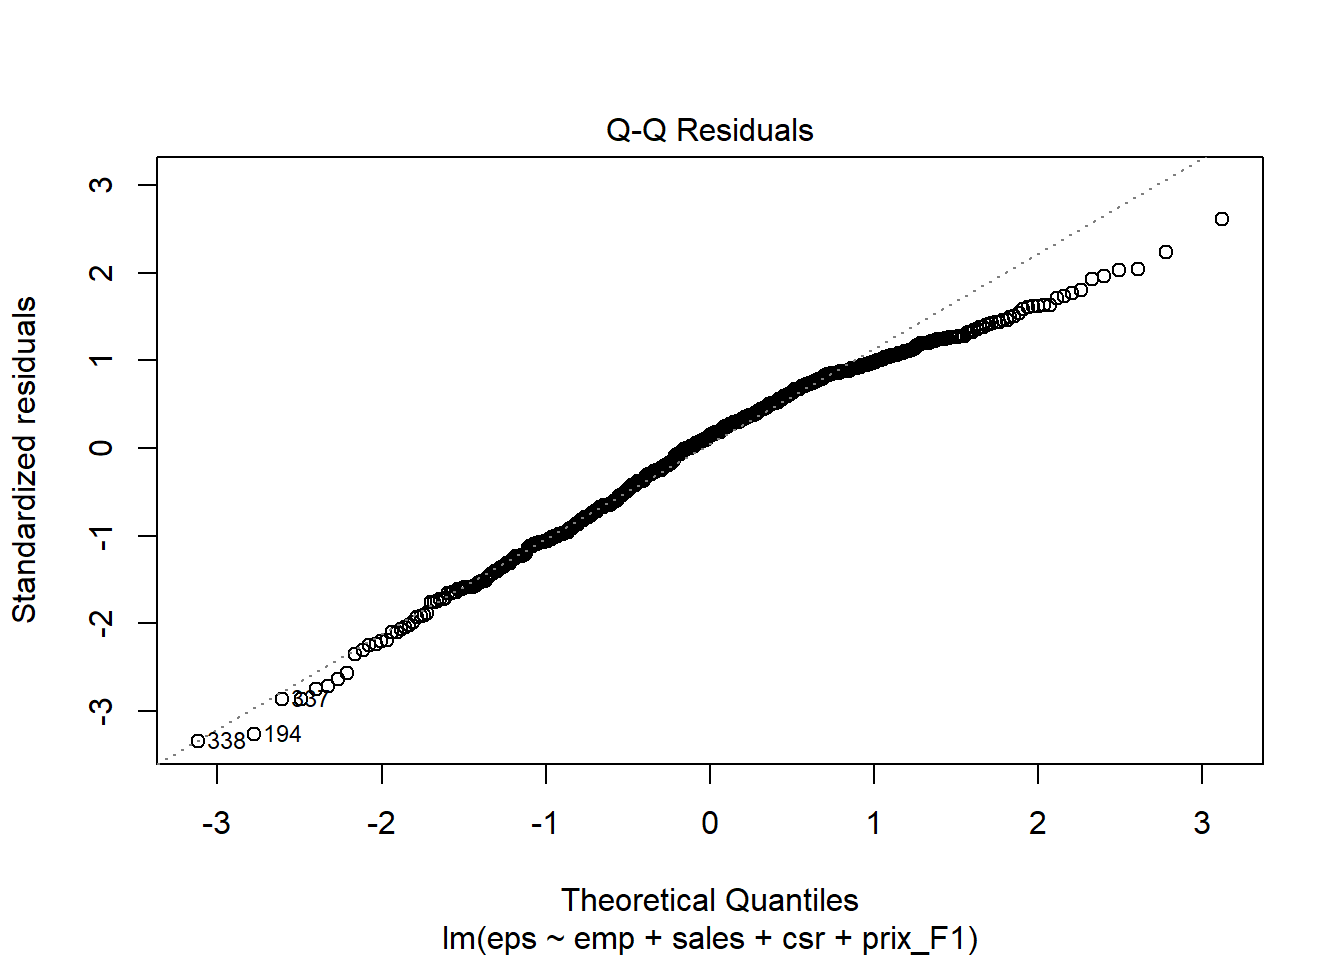 Q-Q Residuals
Standardized residuals
3
2
1
0
-1
-2
-3
337
338
194
-3 -2 -1 0 1 2 3
Theoretical Quantiles
lm(eps ~ emp + sales + csr + prix_F1)